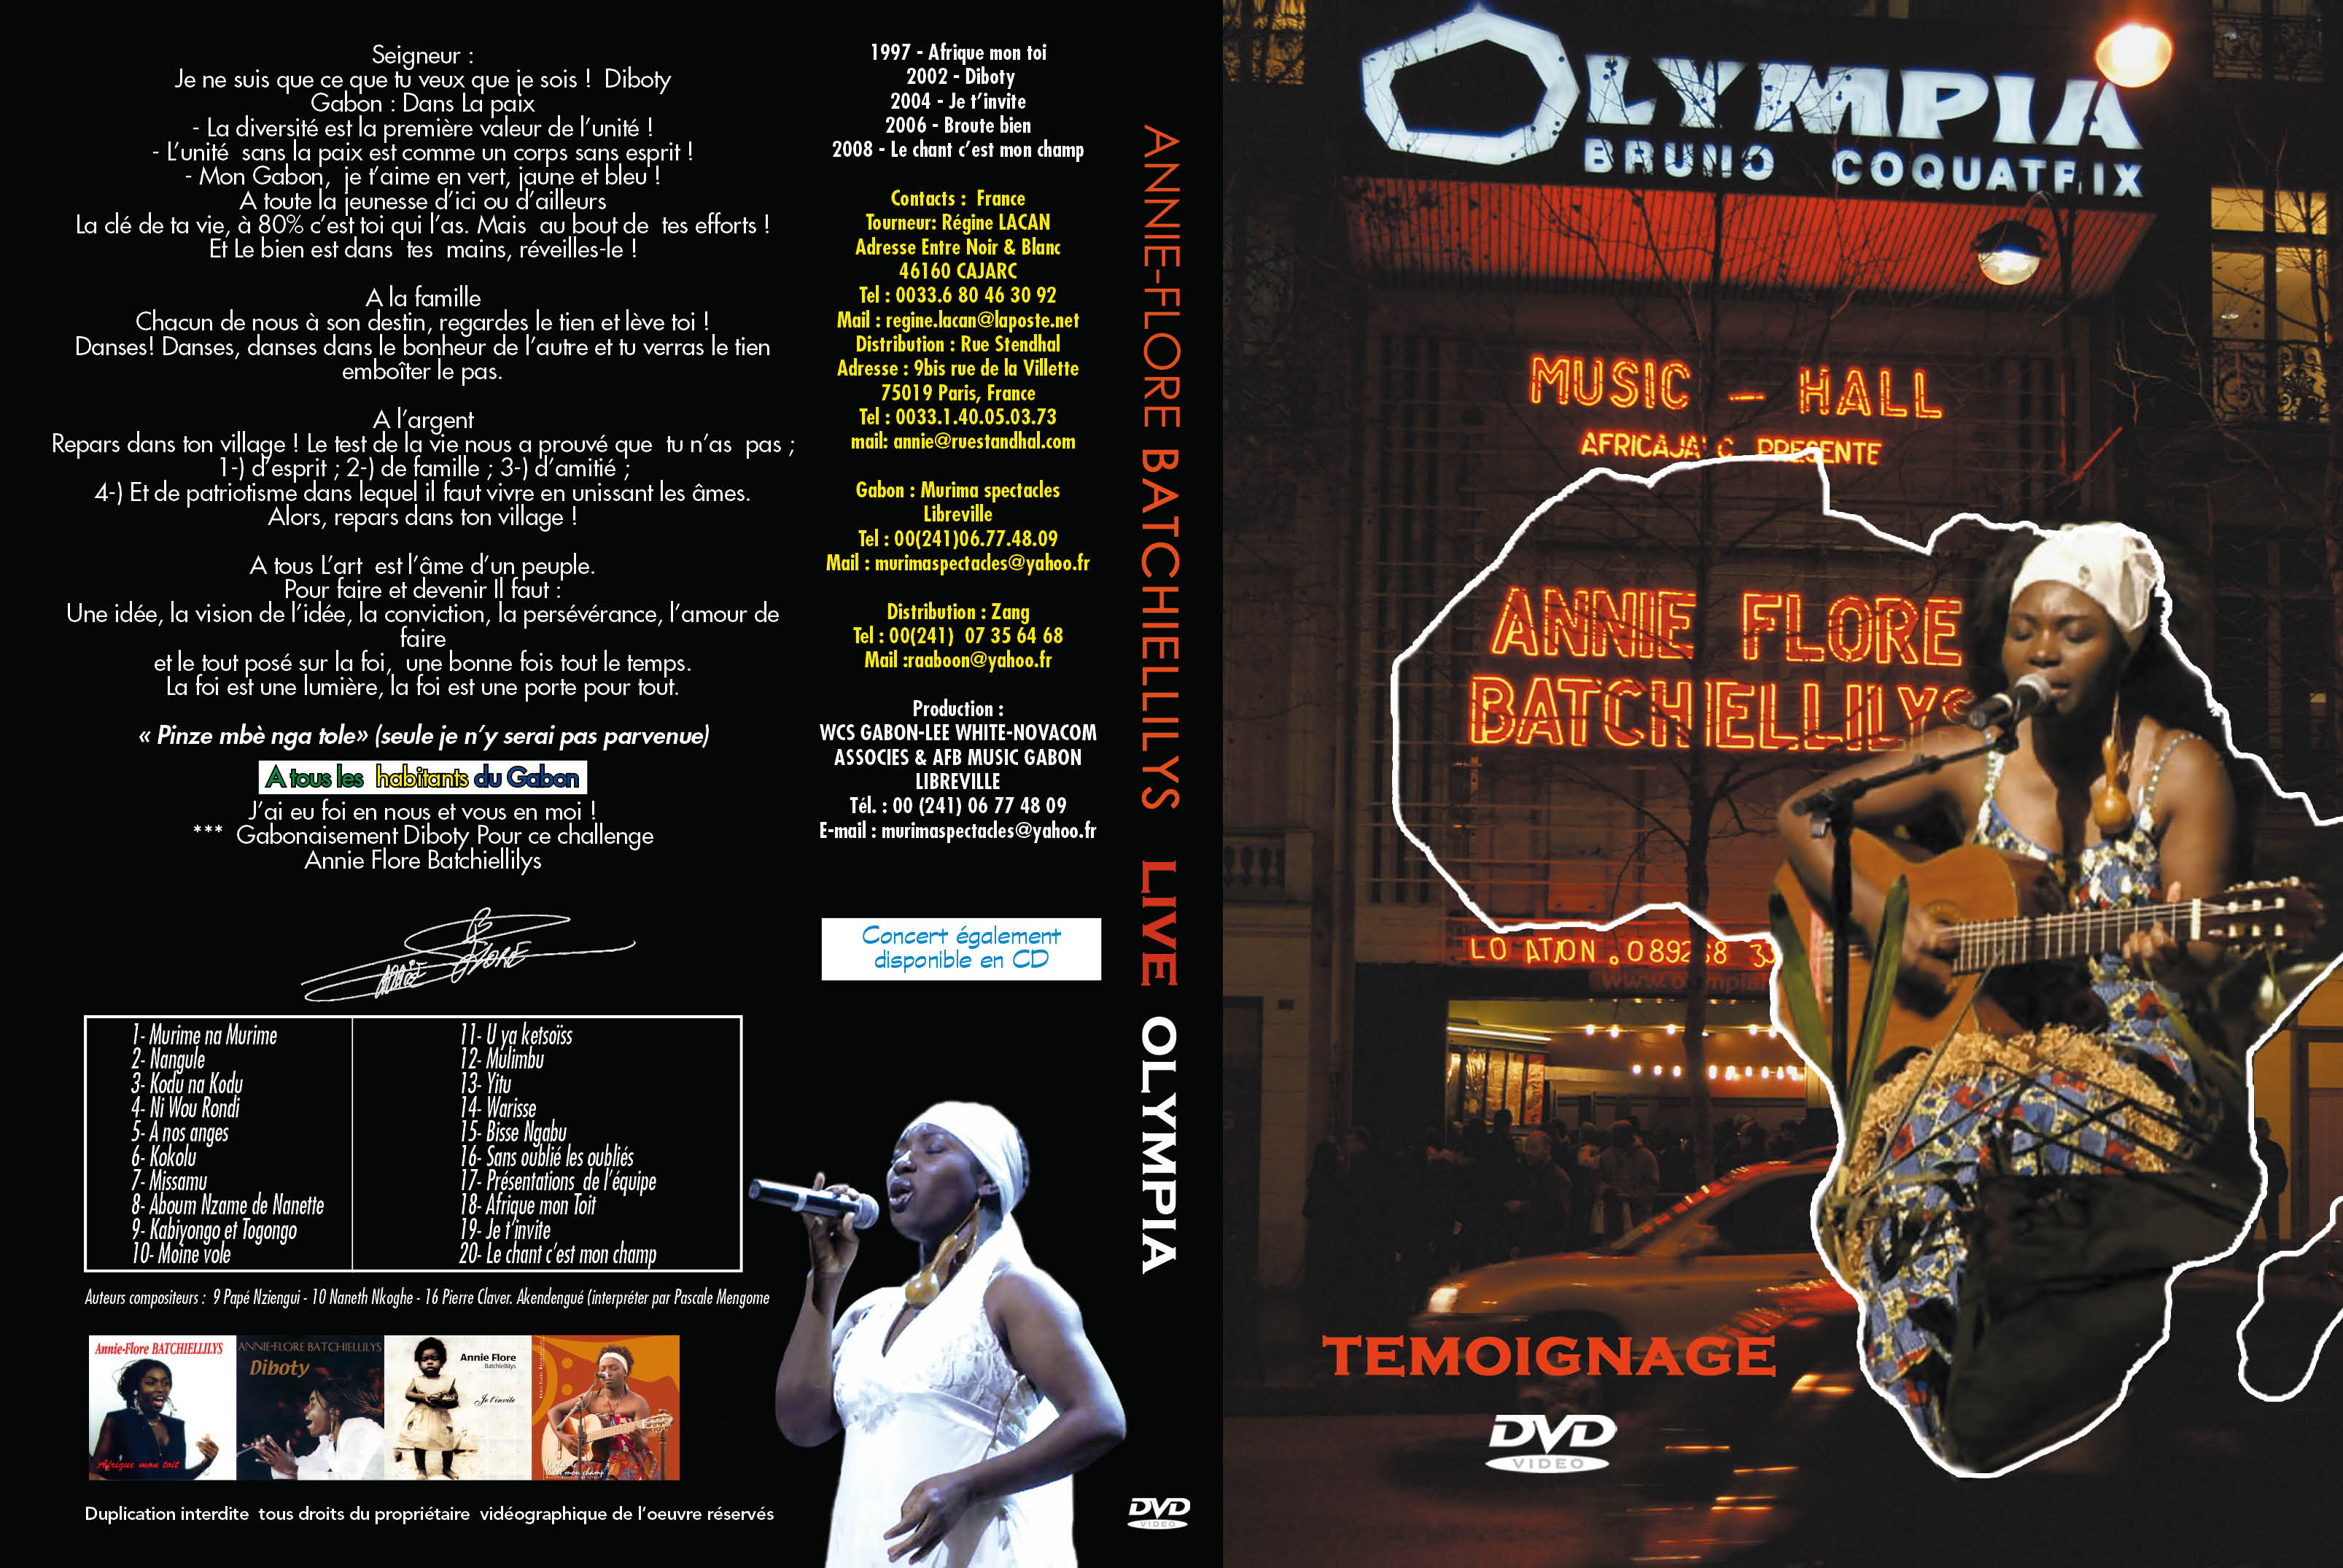 Seigneur :
Je ne suis que ce que tu veux que je sois !  Diboty
Gabon : Dans La paix
- La diversité est la première valeur de l'unité !
- L'unité  sans la paix est comme un corps sans esprit !
- Mon Gabon,  je t'aime en vert, jaune et bleu !
A toute la jeunesse d'ici ou d'ailleurs
La clé de ta vie, à 80% c'est toi qui l'as. Mais  au bout de  tes efforts !
Et Le bien est dans  tes  mains, réveilles-le !
A la famille
Chacun de nous à son destin, regardes le tien et lève toi !
Danses! Danses, danses dans le bonheur de l'autre et tu verras le tien
emboîter le pas.
A l'argent
Repars dans ton village ! Le test de la vie nous a prouvé que  tu n'as  pas ;
1-) d'esprit ; 2-) de famille ; 3-) d'amitié ;
4-) Et de patriotisme dans lequel il faut vivre en unissant les âmes.
Alors, repars dans ton village !
A tous L'art  est l'âme d'un peuple.
Pour faire et devenir Il faut :
Une idée, la vision de l'idée, la conviction, la persévérance, l'amour de
faire
et le tout posé sur la foi,  une bonne fois tout le temps.
La foi est une lumière, la foi est une porte pour tout.
« Pinze mbè nga tole» (seule je n'y serai pas parvenue)
A tous les  habitants du Gabon
J'ai eu foi en nous et vous en moi !
***  Gabonaisement Diboty Pour ce challenge
Annie Flore Batchiellilys
ANNIE FLORE
1- Murime na Murime
2- Nangule
3- Kodu na Kodu
4- Ni Wou Rondi
5- A nos anges
6- Kokolu
7- Missamu
8- Aboum Nzame de Nanette
9- Kabiyongo et Togongo
10- Moine vole
11- U ya ketsoïss
12- Mulimbu
13- Yitu
14- Warisse
15- Bisse Ngabu
16- Sans oublié les oubliés
17- Présentations  de l'équipe
18- Afrique mon Toit
19- Je t'invite
20- Le chant c'est mon champ
Auteurs compositeurs :  9 Papé Nziengui - 10 Naneth Nkoghe - 16 Pierre Claver. Akendengué (interpréter par Pascale Mengome
Annie-Flore BATCHIELLILYS
Afrique mon toit
ANNIE-FLORE BATCHIELLILYS
Diboty
Annie Flore
Batchiellilys
Je t'invite
Duplication interdite  tous droits du propriétaire  vidéographique de l'oeuvre réservés
1997 - Afrique mon toi
2002 - Diboty
2004 - Je t'invite
2006 - Broute bien
2008 - Le chant c'est mon champ
Contacts :  France
Tourneur: Régine LACAN
Adresse Entre Noir & Blanc
46160 CAJARC
Tel : 0033.6 80 46 30 92
Mail : regine.lacan@laposte.net
Distribution : Rue Stendhal
Adresse : 9bis rue de la Villette
75019 Paris, France
Tel : 0033.1.40.05.03.73
mail: annie@ruestandhal.com
Gabon : Murima spectacles
Libreville
Tel : 00(241)06.77.48.09
Mail : murimaspectacles@yahoo.fr
Distribution : Zang
Tel : 00(241)  07 35 64 68
Mail :raaboon@yahoo.fr
Production :
WCS GABON-LEE WHITE-NOVACOM
ASSOCIES & AFB MUSIC GABON
LIBREVILLE
Tél. : 00 (241) 06 77 48 09
E-mail : murimaspectacles@yahoo.fr
Concert également
disponible en CD
ANNIE-FLORE BATCHIELLILYS  LIVE  OLYMPIA
DVD
VIDEO
OLYMPIA
BRUNO COQUATRIX
MUSIC - HALL
AFRICAJA C PRESENTE
ANNIE FLORE
BATCHIELLILYS
LO ATION . 089268 33
www.olympia
TEMOIGNAGE
DVD
VIDEO